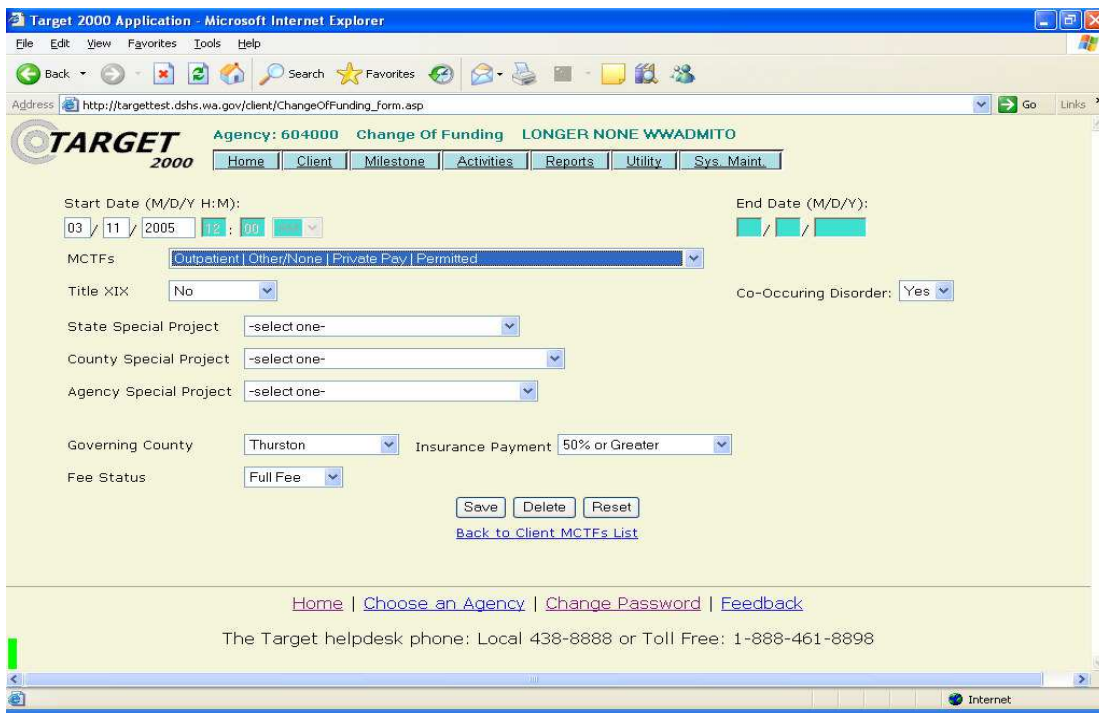 Target 2000 Application - Microsoft Internet Explorer
File Edit View Favorites Tools Help
Back Search Favorites
Address http://targettest.dshs.wa.gov/client/ChangeOfFunding_form.asp Go Links
TARGET 2000
Agency: 604000 Change Of Funding LONGER NONE WWADMITO
Home Client Milestone Activities Reports Utility Sys. Maint.
Start Date (M/D/Y H:M): End Date (M/D/Y):
03 / 11 / 2005 12 : 00 / /
MCTFs Outpatient | Other/None | Private Pay | Permitted
Title XIX No Co-Occuring Disorder: Yes
State Special Project -select one-
County Special Project -select one-
Agency Special Project -select one-
Governing County Thurston Insurance Payment 50% or Greater
Fee Status Full Fee
Save Delete Reset
Back to Client MCTFs List
Home | Choose an Agency | Change Password | Feedback
The Target helpdesk phone: Local 438-8888 or Toll Free: 1-888-461-8898
Internet